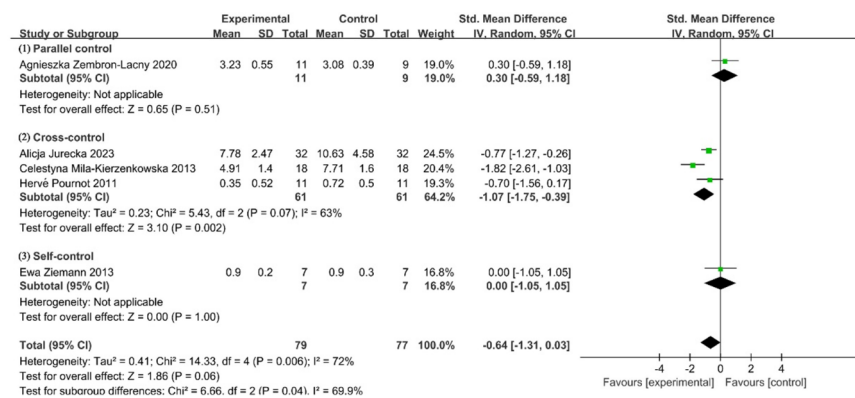 Experimental Control Std. Mean Difference Std. Mean Difference
Study or Subgroup Mean SD Total Mean SD Total Weight IV, Random, 95% CI IV, Random, 95% CI
(1) Parallel control
Agnieszka Zembron-Lacny 2020 3.23 0.55 11 3.08 0.39 9 19.0% 0.30 [-0.59, 1.18]
Subtotal (95% CI) 11 9 19.0% 0.30 [-0.59, 1.18]
Heterogeneity: Not applicable
Test for overall effect: Z = 0.65 (P = 0.51)
(2) Cross-control
Alicja Jurecka 2023 7.78 2.47 32 10.63 4.58 32 24.5% -0.77 [-1.27, -0.26]
Celestyna Mila-Kierzenkowska 2013 4.91 1.4 18 7.71 1.6 18 20.4% -1.82 [-2.61, -1.03]
Hervé Pournot 2011 0.35 0.52 11 0.72 0.5 11 19.3% -0.70 [-1.56, 0.17]
Subtotal (95% CI) 61 61 64.2% -1.07 [-1.75, -0.39]
Heterogeneity: Tau² = 0.23; Chi² = 5.43, df = 2 (P = 0.07); I² = 63%
Test for overall effect: Z = 3.10 (P = 0.002)
(3) Self-control
Ewa Ziemann 2013 0.9 0.2 7 0.9 0.3 7 16.8% 0.00 [-1.05, 1.05]
Subtotal (95% CI) 7 7 16.8% 0.00 [-1.05, 1.05]
Heterogeneity: Not applicable
Test for overall effect: Z = 0.00 (P = 1.00)
Total (95% CI) 79 77 100.0% -0.64 [-1.31, 0.03]
Heterogeneity: Tau² = 0.41; Chi² = 14.33, df = 4 (P = 0.006); I² = 72%
Test for overall effect: Z = 1.86 (P = 0.06)
Test for subgroup differences: Chi² = 6.66, df = 2 (P = 0.04), I² = 69.9%
-4 -2 0 2 4
Favours [experimental] Favours [control]